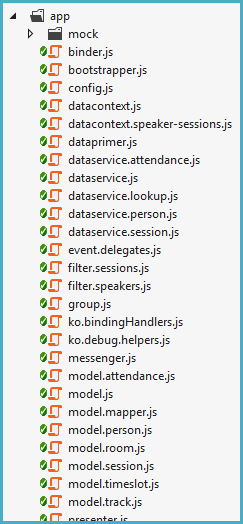 app
mock
binder.js
bootstrapper.js
config.js
datacontext.js
datacontext.speaker-sessions.js
dataprimer.js
dataservice.attendance.js
dataservice.js
dataservice.lookup.js
dataservice.person.js
dataservice.session.js
event.delegates.js
filter.sessions.js
filter.speakers.js
group.js
ko.bindingHandlers.js
ko.debug.helpers.js
messenger.js
model.attendance.js
model.js
model.mapper.js
model.person.js
model.room.js
model.session.js
model.timeslot.js
model.track.js
presenter.js